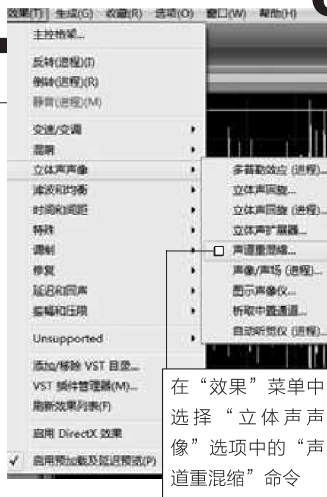 效果(T) 生成(G) 收藏(R) 选项(O) 窗口(W) 帮助(H)
主控格架...
反转(进程)(I)
倒转(进程)(R)
静音(进程)(M)
变速/变调
混响
立体声声像
滤波和均衡
时间和间距
特殊
调制
修复
延迟和回声
振幅和压限
Unsupported
添加/移除 VST 目录...
VST 插件管理器(M)...
刷新效果列表(F)
启用 DirectX 效果
启用预加载及延迟预览(P)
多普勒效应 (进程)...
立体声回旋...
立体声回旋 (进程)...
立体声扩展器...
声道重混缩...
声像/声场 (进程)...
图示声像仪...
析取中置通道...
自动听觉仪 (进程)...
在“效果”菜单中
选择“立体声声
像”选项中的“声
道重混缩”命令